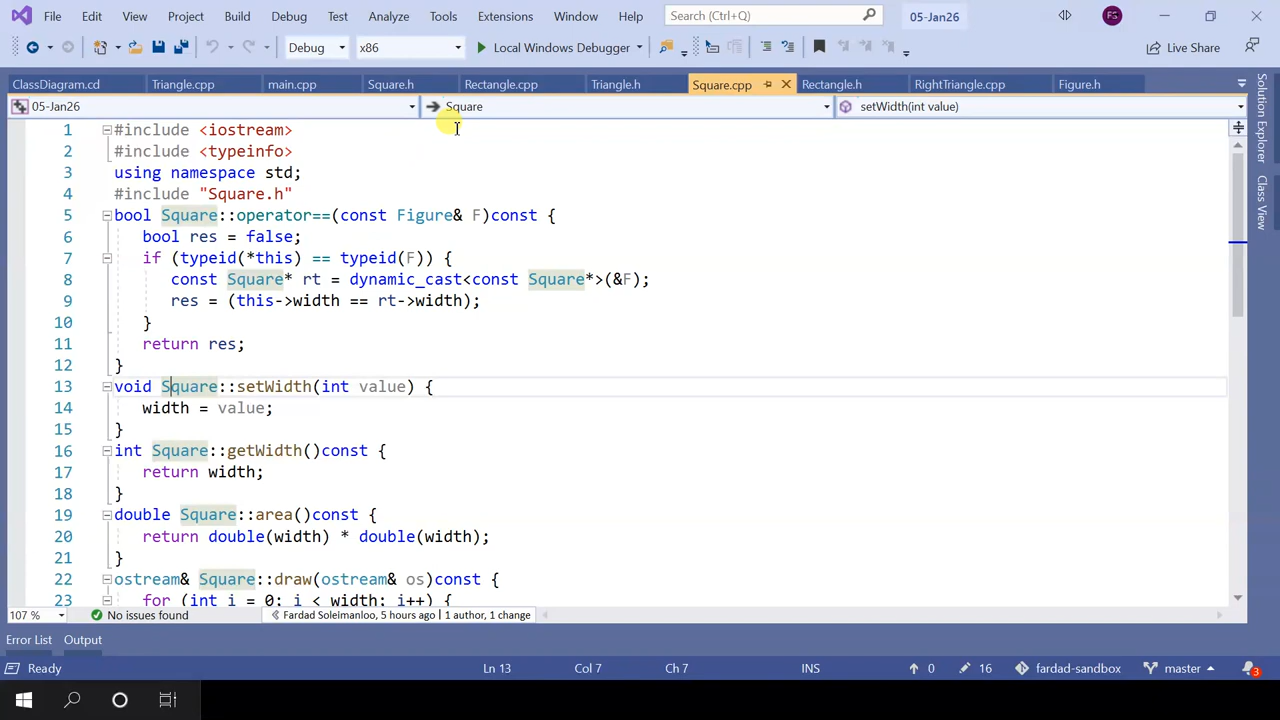 File Edit View Project Build Debug Test Analyze Tools Extensions Window Help Search (Ctrl+Q) 05-Jan26 FS
Debug x86 Local Windows Debugger Live Share
ClassDiagram.cd Triangle.cpp main.cpp Square.h Rectangle.cpp Triangle.h Square.cpp Rectangle.h RightTriangle.cpp Figure.h
05-Jan26 Square setWidth(int value)
Solution Explorer
Class View
1 #include <iostream>
2 #include <typeinfo>
3 using namespace std;
4 #include "Square.h"
5 bool Square::operator==(const Figure& F)const {
6 bool res = false;
7 if (typeid(*this) == typeid(F)) {
8 const Square* rt = dynamic_cast<const Square*>(&F);
9 res = (this->width == rt->width);
10 }
11 return res;
12 }
13 void Square::setWidth(int value) {
14 width = value;
15 }
16 int Square::getWidth()const {
17 return width;
18 }
19 double Square::area()const {
20 return double(width) * double(width);
21 }
22 ostream& Square::draw(ostream& os)const {
23 for (int i = 0; i < width; i++) {
107 % No issues found Fardad Soleimanloo, 5 hours ago | 1 author, 1 change
Error List Output
Ready Ln 13 Col 7 Ch 7 INS 0 16 fardad-sandbox master 3